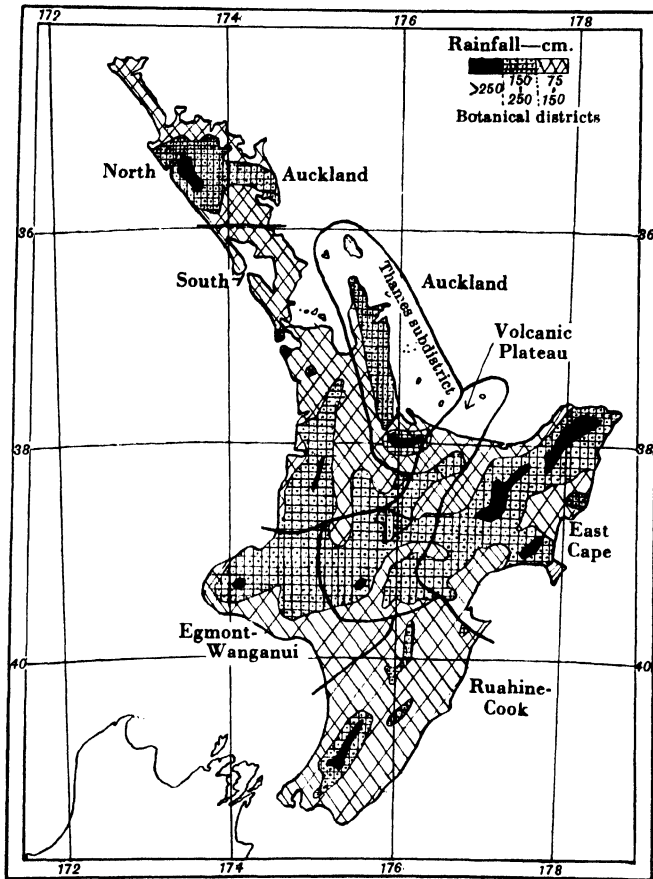 172
174
176
178
Rainfall—cm.
>250
150
250
75
150
Botanical districts
North
Auckland
36
36
South
Auckland
Thames subdistrict
Volcanic
Plateau
38
38
East
Cape
Egmont-
Wanganui
40
40
Ruahine-
Cook
172
174
176
178